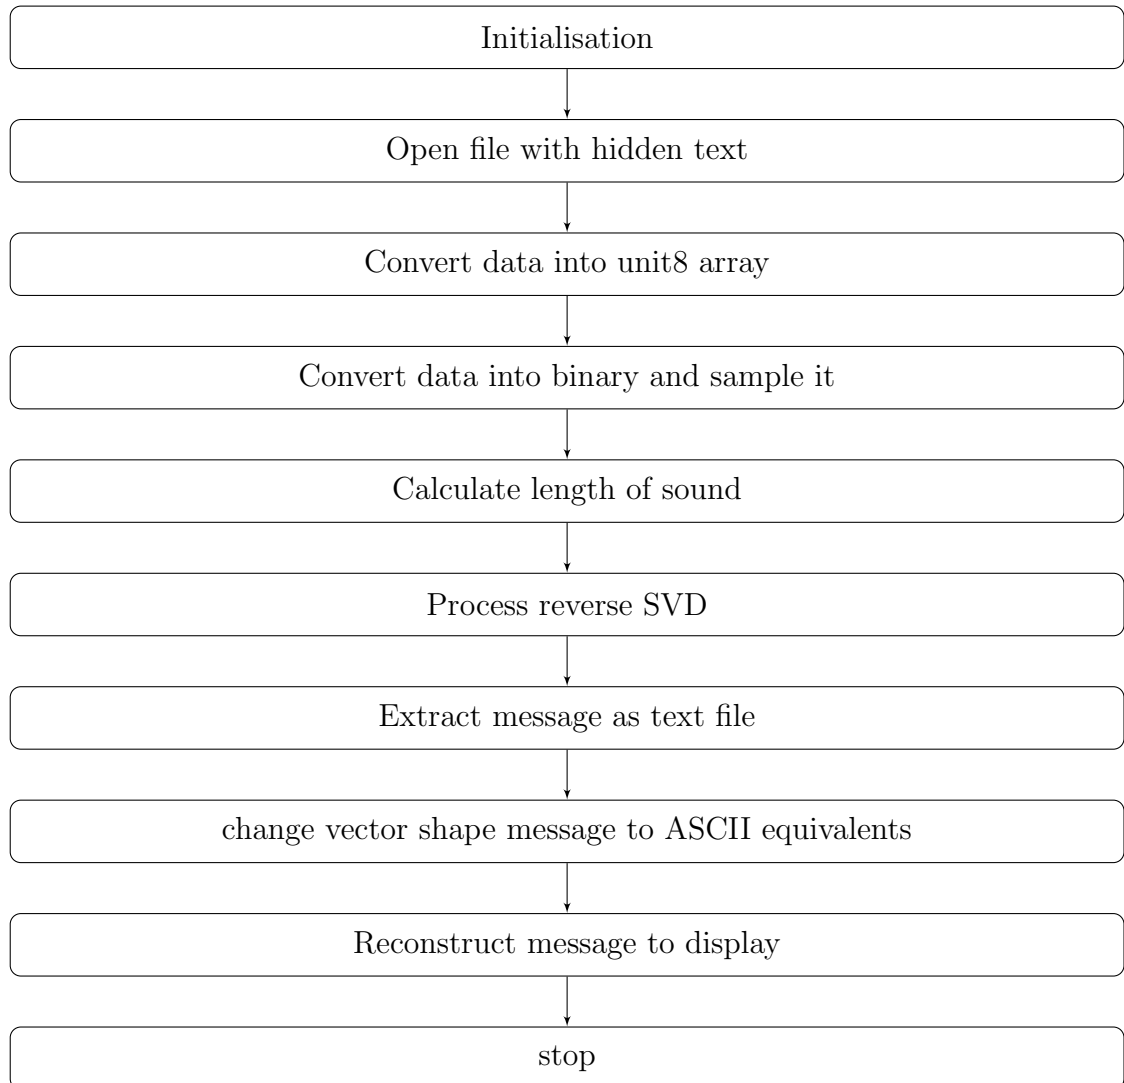 Initialisation
Open file with hidden text
Convert data into unit8 array
Convert data into binary and sample it
Calculate length of sound
Process reverse SVD
Extract message as text file
change vector shape message to ASCII equivalents
Reconstruct message to display
stop